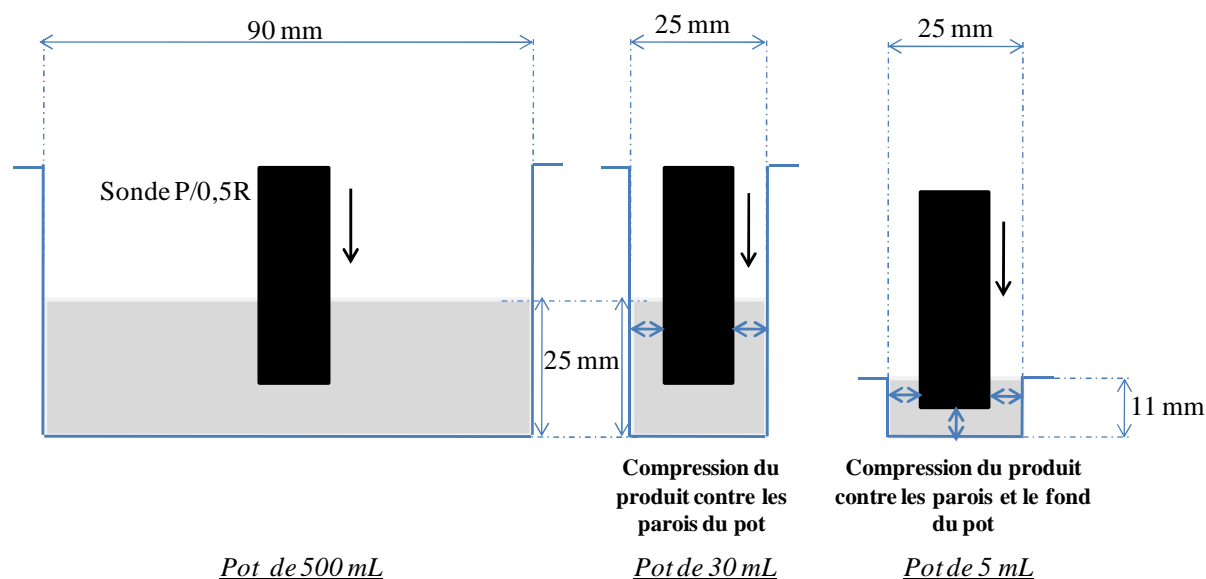 90 mm
25 mm
25 mm
Sonde P/0,5R
25 mm
11 mm
Compression du
produit contre les
parois du pot
Compression du produit
contre les parois et le fond
du pot
Pot de 500 mL
Pot de 30 mL
Pot de 5 mL